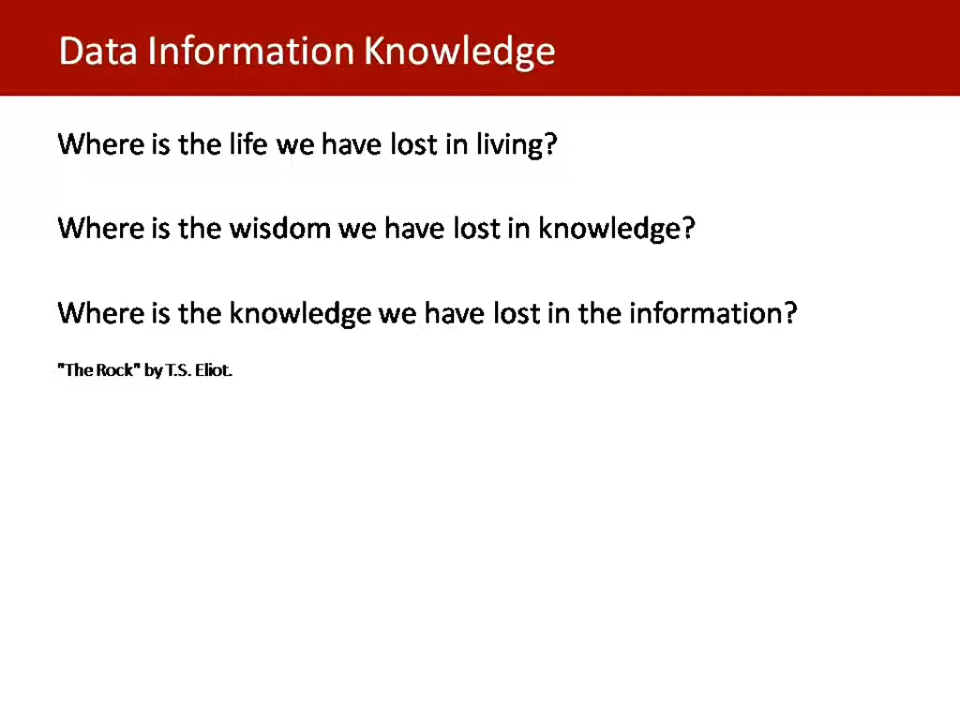 Data Information Knowledge
Where is the life we have lost in living?
Where is the wisdom we have lost in knowledge?
Where is the knowledge we have lost in the information?
"The Rock" by T.S. Eliot.